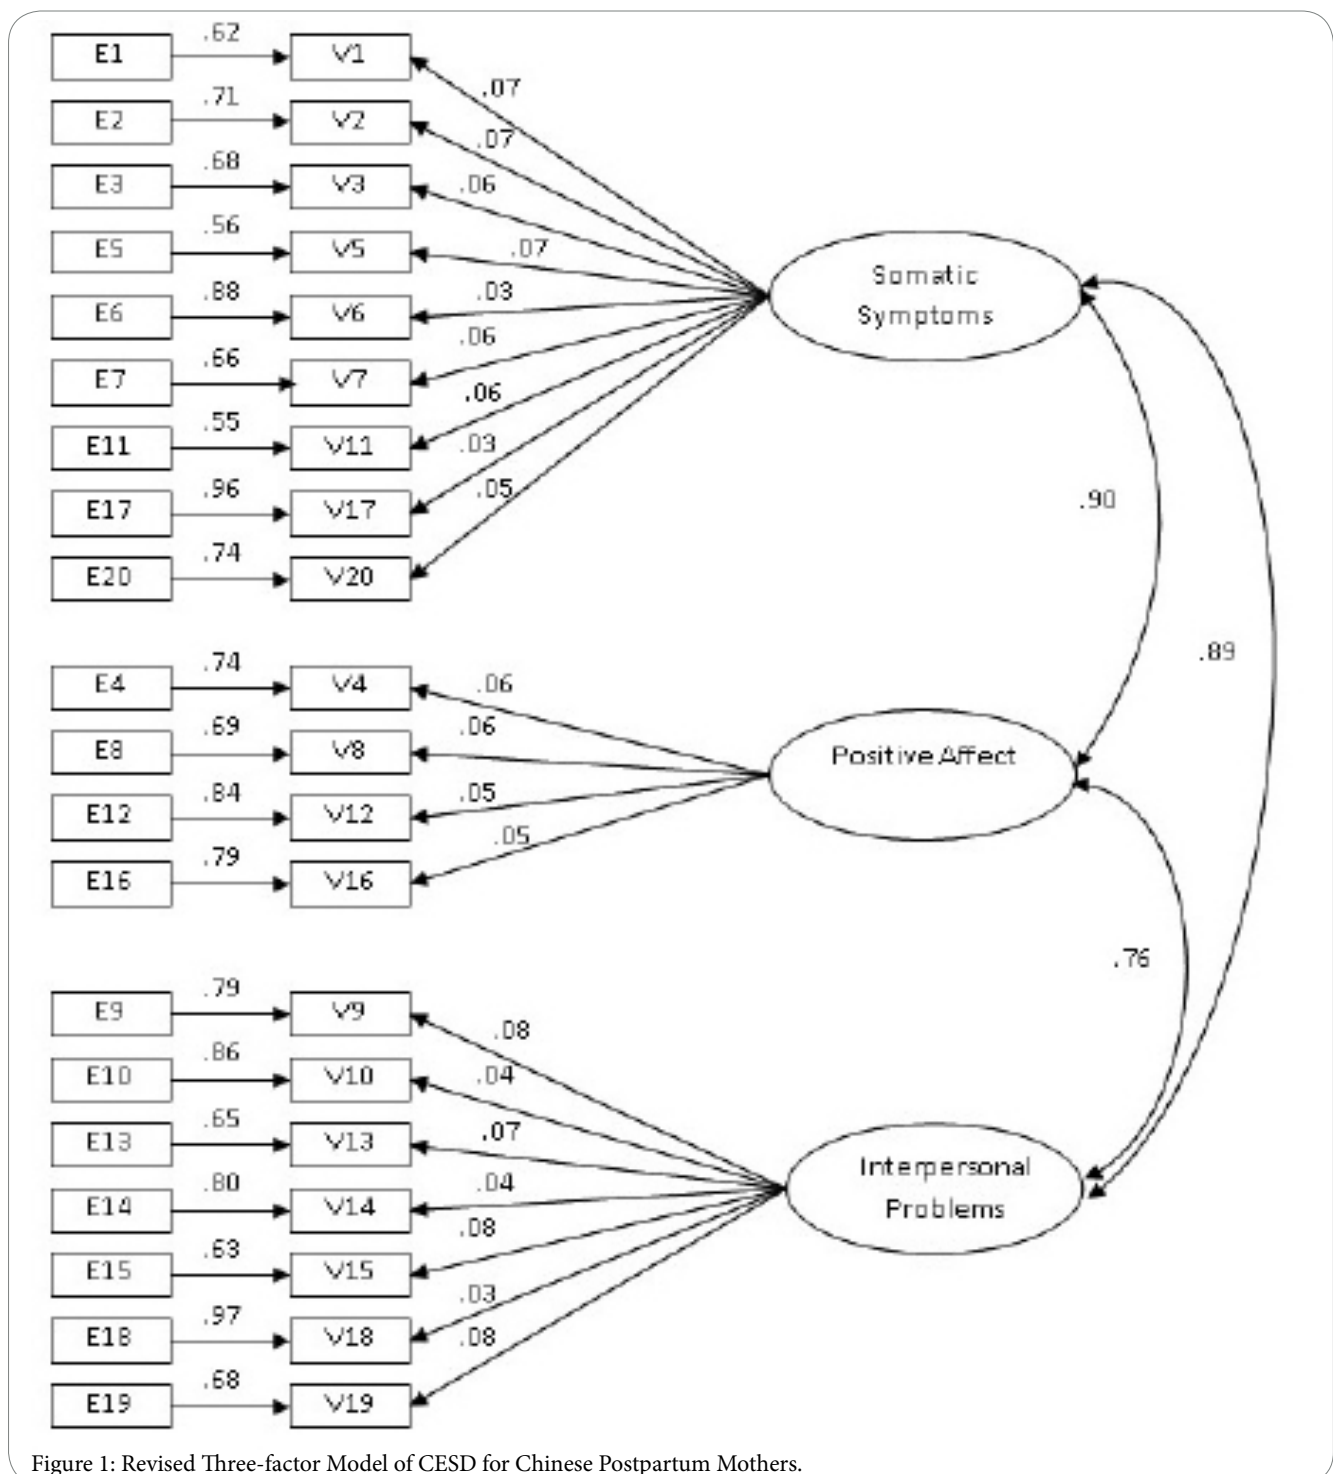 .62
E1 V1
.07
.71
E2 V2
.07
.68
E3 V3
.06
.56
E5 V5
.07
.88
E6 V6
.03
.66
E7 V7
.06
.55
E11 V11
.06
.96
E17 V17
.03
.74
E20 V20
.05
Somatic
Symptoms
.90
.89
.74
E4 V4
.06
.69
E8 V8
.06
.84
E12 V12
.05
.79
E16 V16
.05
Positive Affect
.76
.79
E9 V9
.08
.86
E10 V10
.04
.65
E13 V13
.07
.80
E14 V14
.04
.63
E15 V15
.08
.97
E18 V18
.03
.68
E19 V19
.08
Interpersonal
Problems
Figure 1: Revised Three-factor Model of CESD for Chinese Postpartum Mothers.